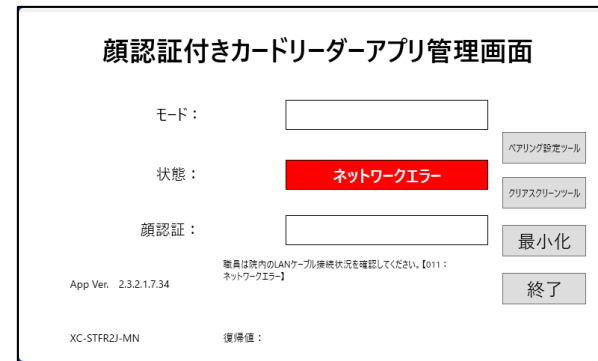 顔認証付きカードリーダーアプリ管理画面
モード：
ペアリング設定ツール
状態：
ネットワークエラー
クリアスクリーンツール
顔認証：
最小化
職員は院内のLANケーブル接続状況を確認してください。【011：
ネットワークエラー】
App Ver. 2.3.2.1.7.34
終了
XC-STFR2J-MN
復帰値：